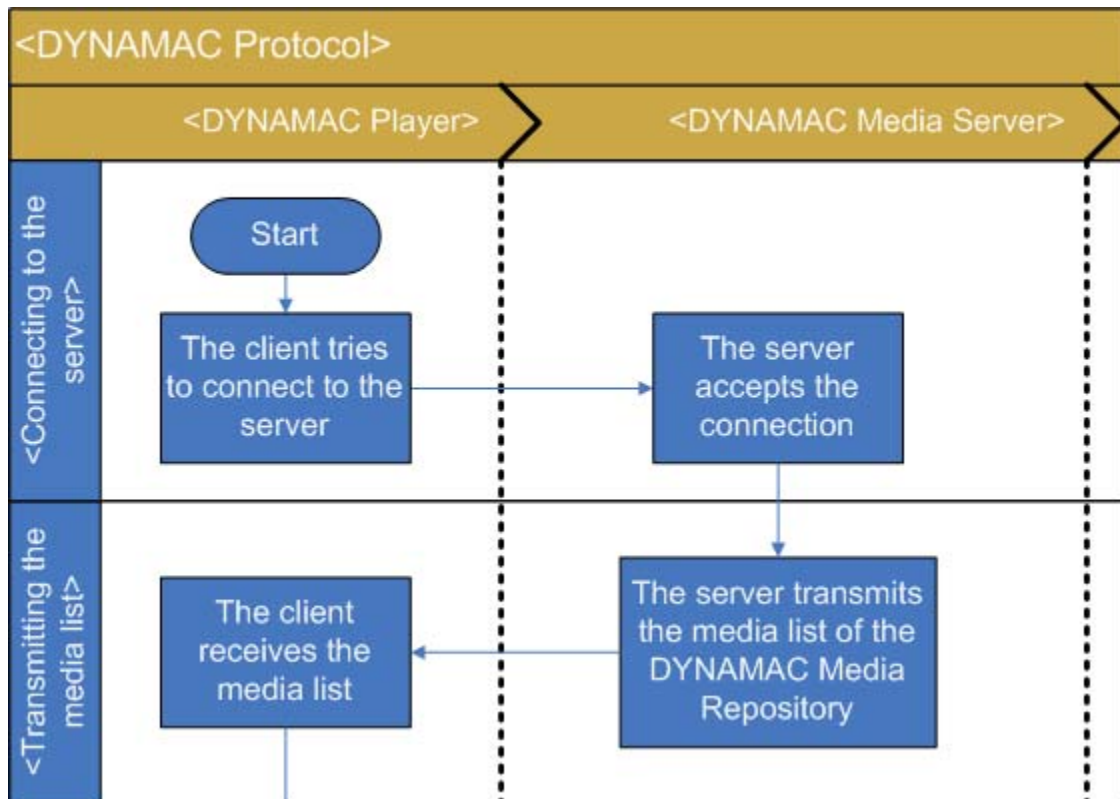 <DYNAMAC Protocol>
<DYNAMAC Player>
<DYNAMAC Media Server>
<Connecting to the
server>
Start
The client tries
to connect to the
server
The server
accepts the
connection
<Transmitting the
media list>
The client
receives the
media list
The server transmits
the media list of the
DYNAMAC Media
Repository